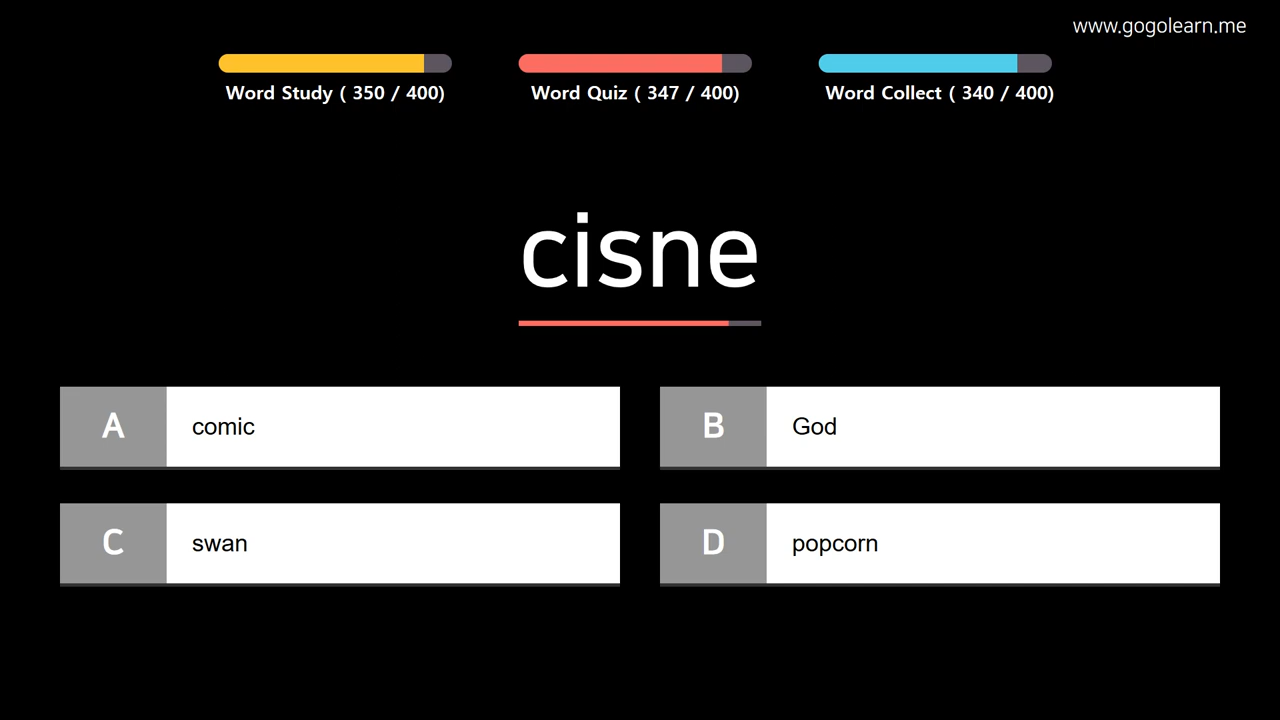 www.gogolearn.me
Word Study ( 350 / 400)
Word Quiz ( 347 / 400)
Word Collect ( 340 / 400)
cisne
A comic
B God
C swan
D popcorn